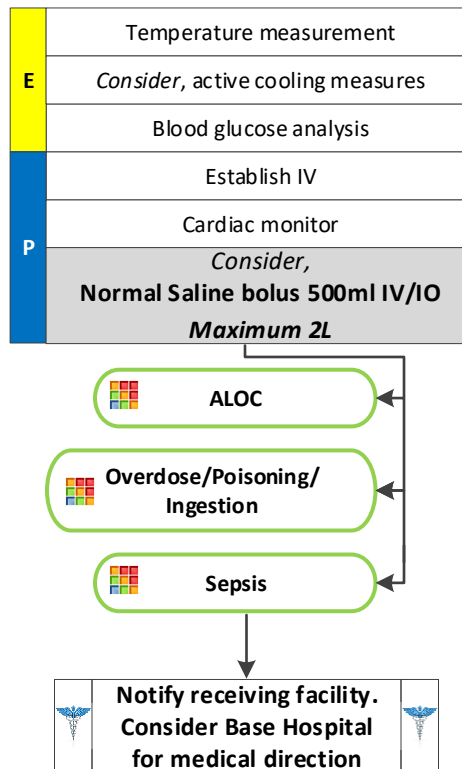 E
Temperature measurement
Consider, active cooling measures
Blood glucose analysis
P
Establish IV
Cardiac monitor
Consider,
Normal Saline bolus 500ml IV/IO
Maximum 2L
ALOC
Overdose/Poisoning/
Ingestion
Sepsis
Notify receiving facility.
Consider Base Hospital
for medical direction